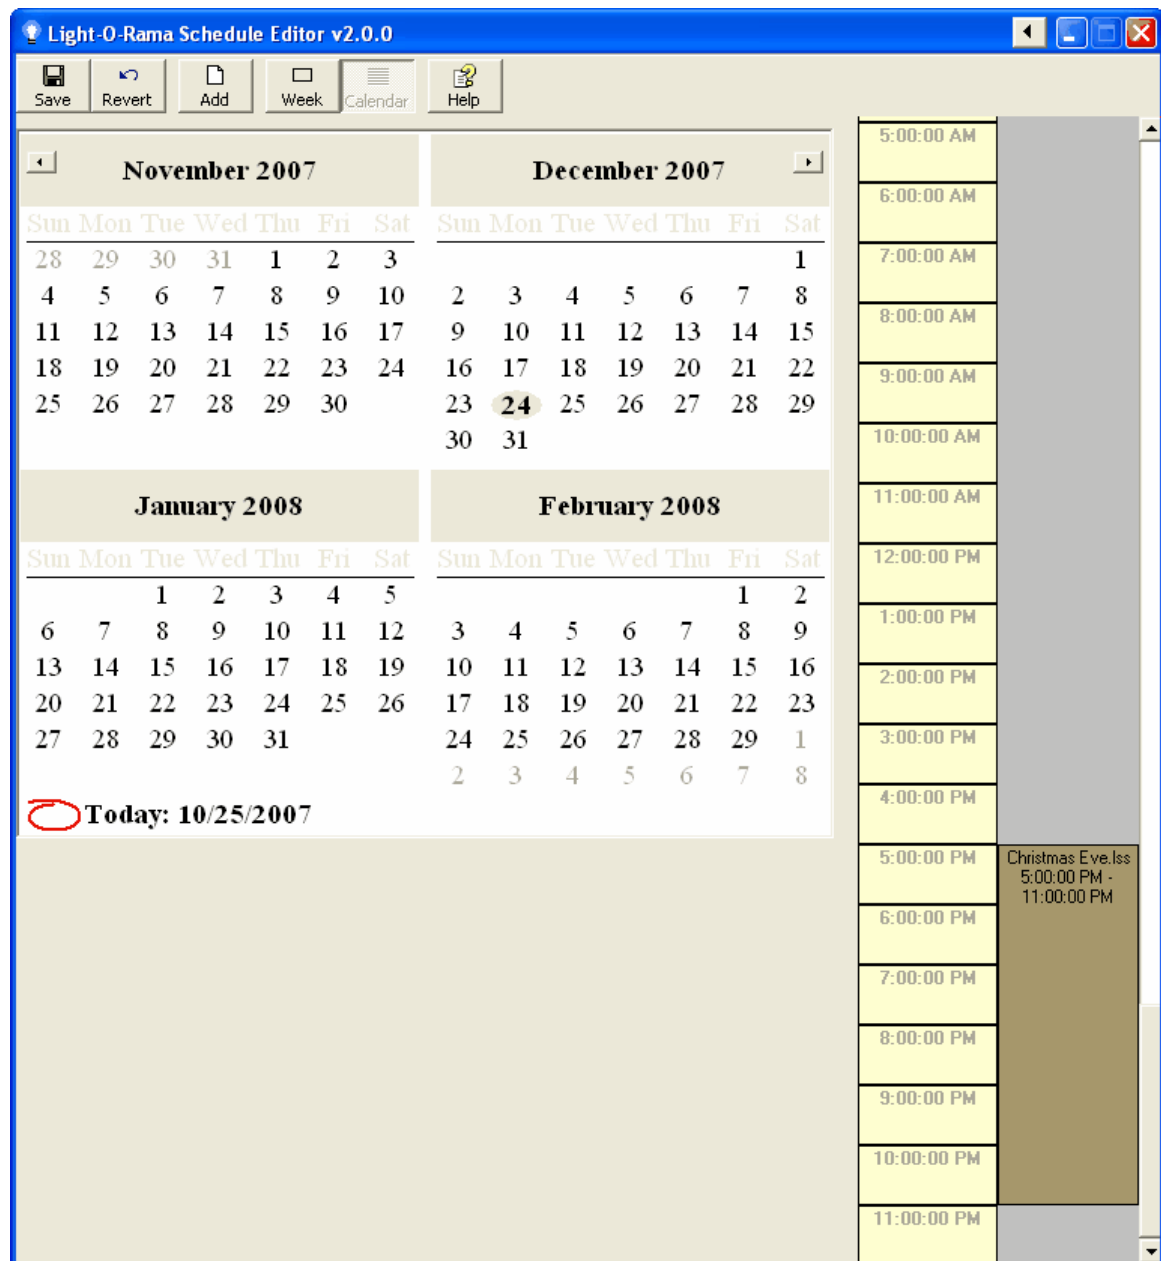 Light-O-Rama Schedule Editor v2.0.0
Save Revert Add Week Calendar Help
November 2007
Sun Mon Tue Wed Thu Fri Sat
28 29 30 31 1 2 3
4 5 6 7 8 9 10
11 12 13 14 15 16 17
18 19 20 21 22 23 24
25 26 27 28 29 30
December 2007
Sun Mon Tue Wed Thu Fri Sat
1
2 3 4 5 6 7 8
9 10 11 12 13 14 15
16 17 18 19 20 21 22
23 24 25 26 27 28 29
30 31
January 2008
Sun Mon Tue Wed Thu Fri Sat
1 2 3 4 5
6 7 8 9 10 11 12
13 14 15 16 17 18 19
20 21 22 23 24 25 26
27 28 29 30 31
February 2008
Sun Mon Tue Wed Thu Fri Sat
1 2
3 4 5 6 7 8 9
10 11 12 13 14 15 16
17 18 19 20 21 22 23
24 25 26 27 28 29 1
2 3 4 5 6 7 8
Today: 10/25/2007
5:00:00 AM
6:00:00 AM
7:00:00 AM
8:00:00 AM
9:00:00 AM
10:00:00 AM
11:00:00 AM
12:00:00 PM
1:00:00 PM
2:00:00 PM
3:00:00 PM
4:00:00 PM
5:00:00 PM
6:00:00 PM
7:00:00 PM
8:00:00 PM
9:00:00 PM
10:00:00 PM
11:00:00 PM
Christmas Eve.lss
5:00:00 PM -
11:00:00 PM